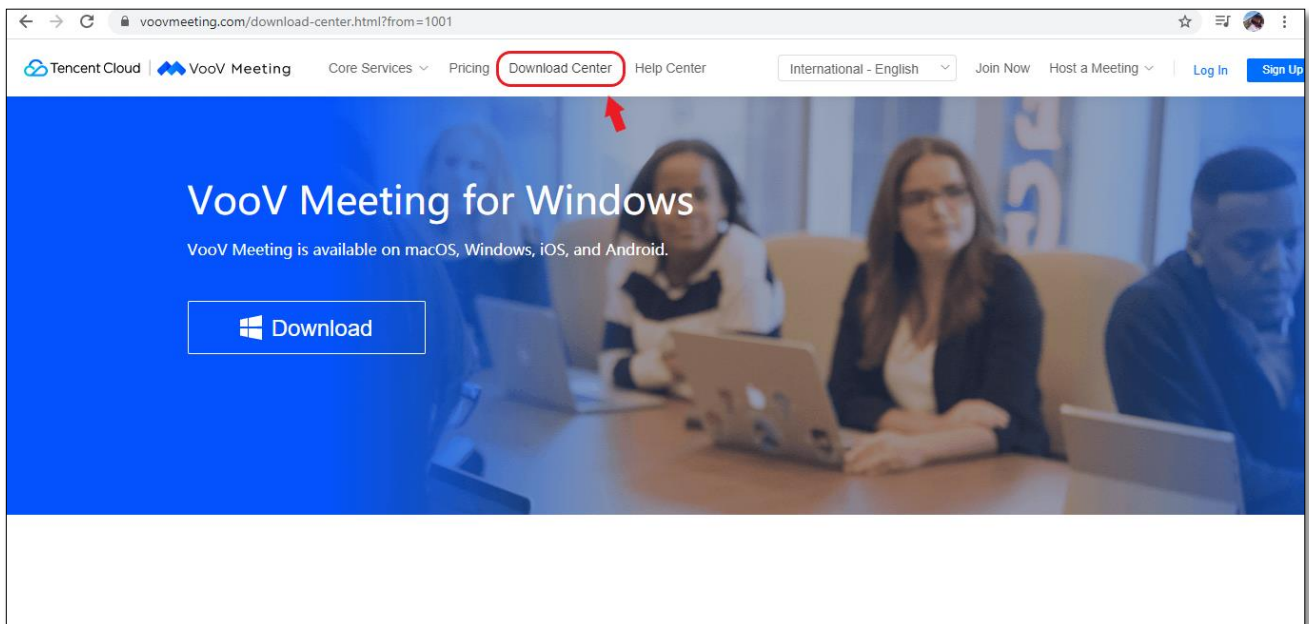 voovmeeting.com/download-center.html?from=1001
Tencent Cloud VooV Meeting Core Services Pricing Download Center Help Center International - English Join Now Host a Meeting Log In Sign Up
VooV Meeting for Windows
VooV Meeting is available on macOS, Windows, iOS, and Android.
Download